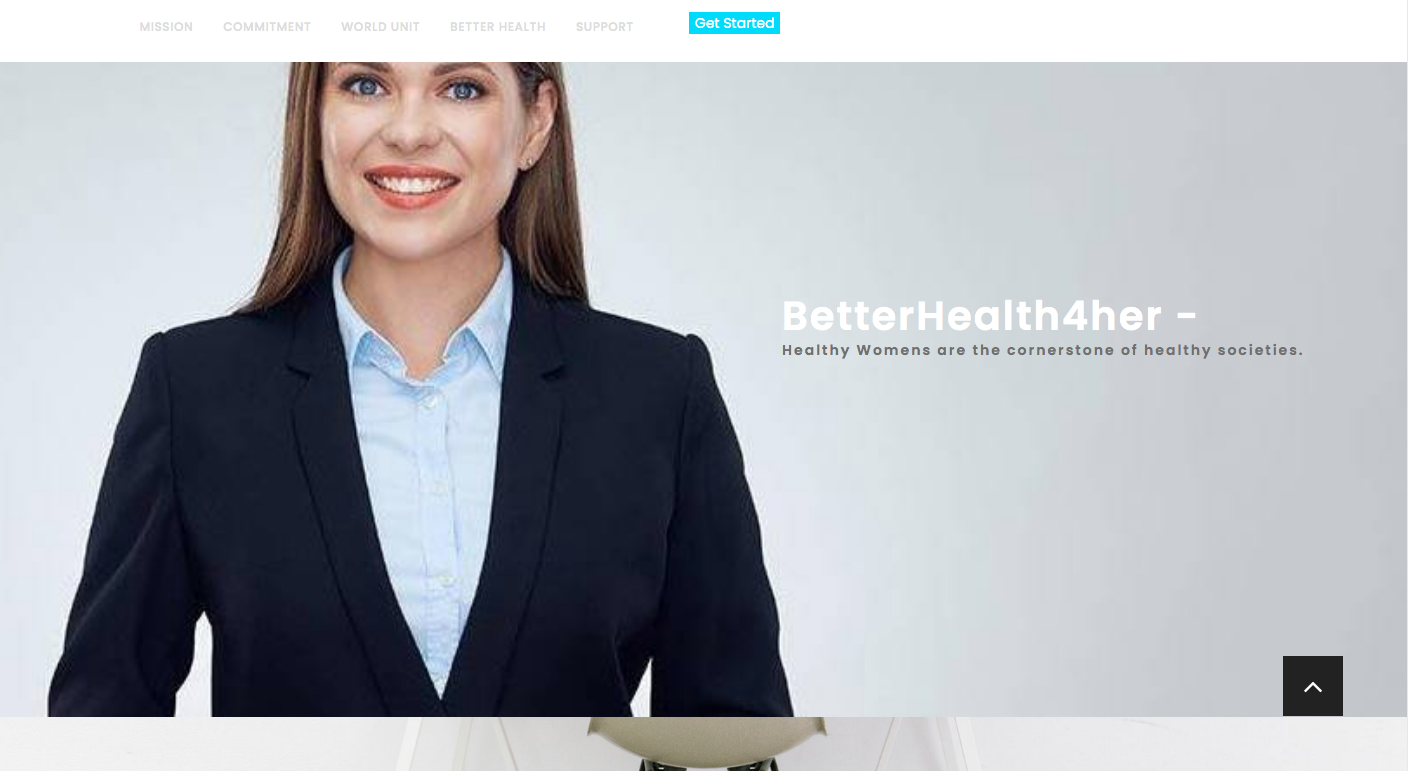 MISSION COMMITMENT WORLD UNIT BETTER HEALTH SUPPORT Get Started
BetterHealth4her -
Healthy Womens are the cornerstone of healthy societies.